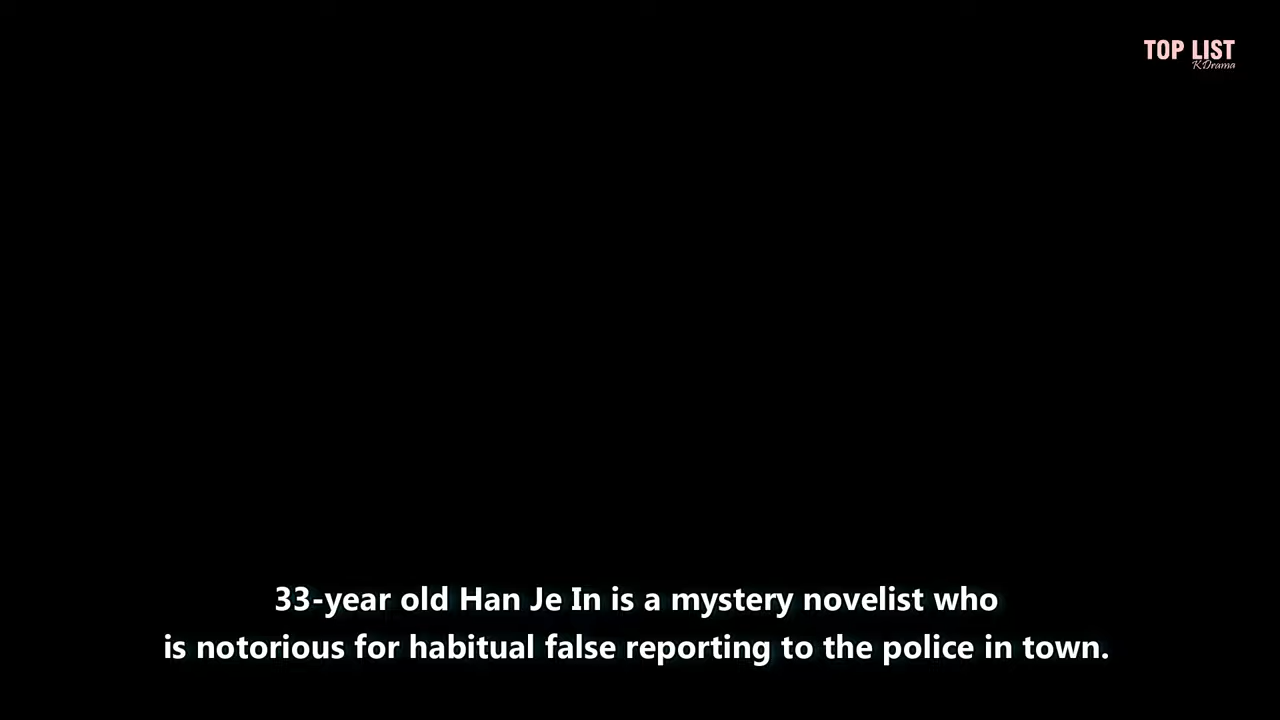 TOP LIST
KDrama
33-year old Han Je In is a mystery novelist who
is notorious for habitual false reporting to the police in town.